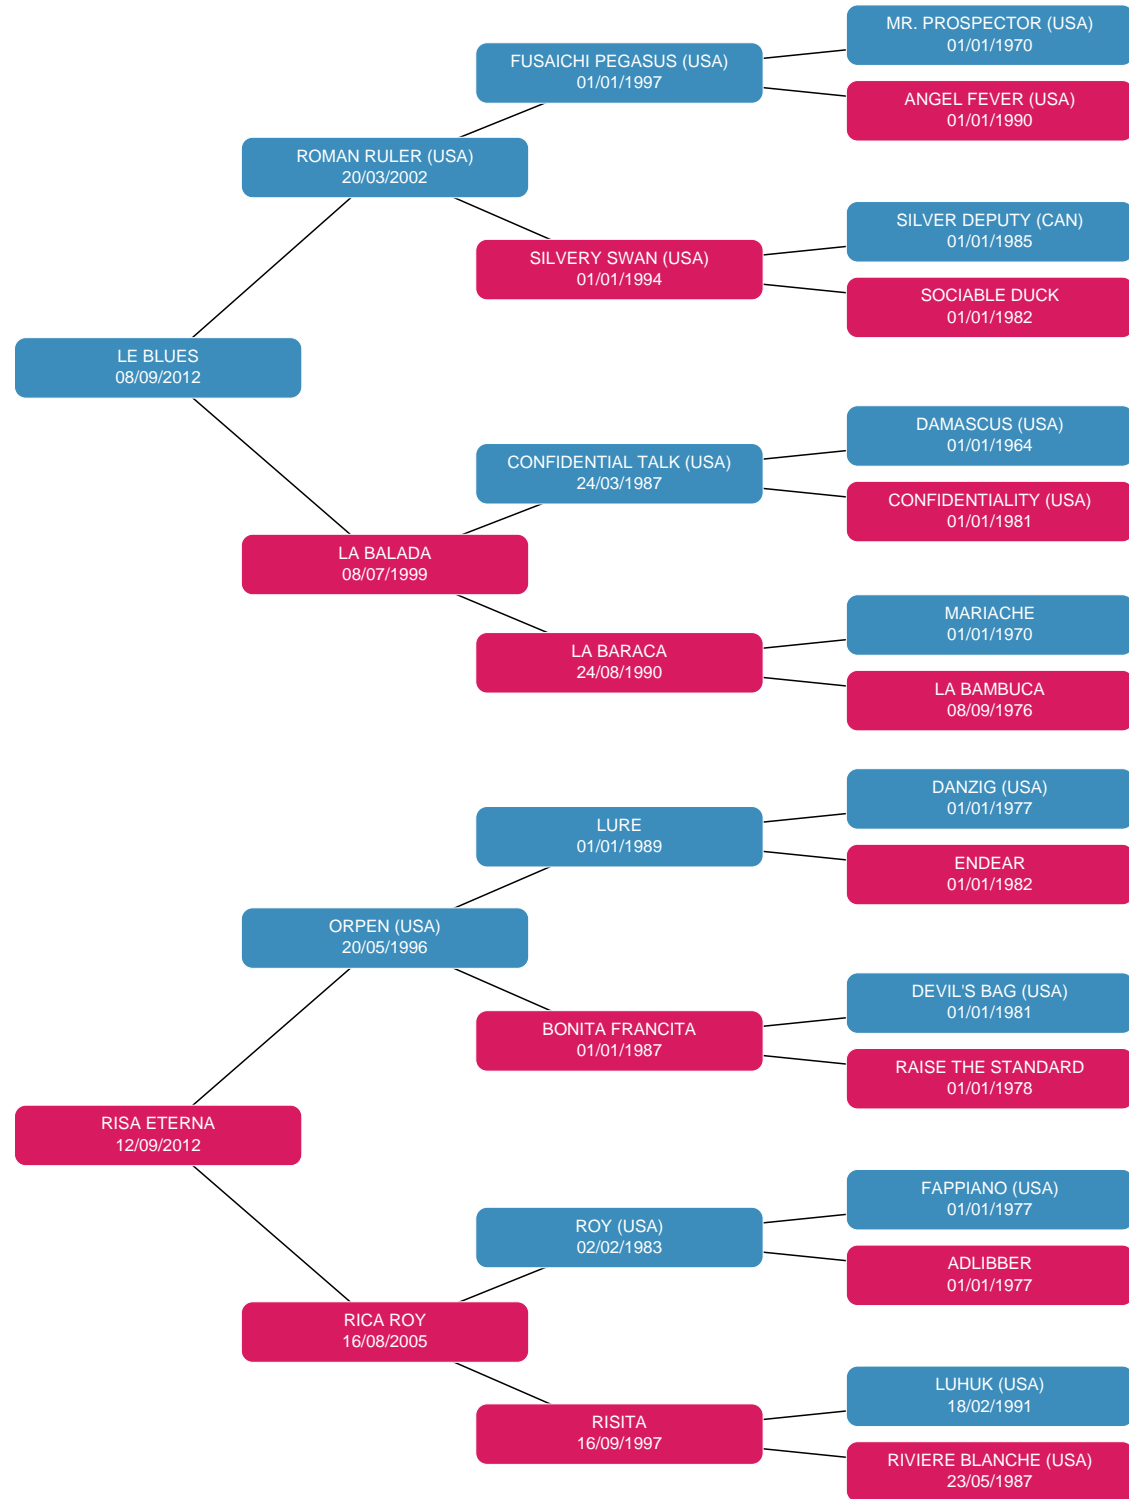 MR. PROSPECTOR (USA)
01/01/1970
FUSAICHI PEGASUS (USA)
01/01/1997
ANGEL FEVER (USA)
01/01/1990
ROMAN RULER (USA)
20/03/2002
SILVER DEPUTY (CAN)
01/01/1985
SILVERY SWAN (USA)
01/01/1994
SOCIABLE DUCK
01/01/1982
LE BLUES
08/09/2012
DAMASCUS (USA)
01/01/1964
CONFIDENTIAL TALK (USA)
24/03/1987
CONFIDENTIALITY (USA)
01/01/1981
LA BALADA
08/07/1999
MARIACHE
01/01/1970
LA BARACA
24/08/1990
LA BAMBUCA
08/09/1976
DANZIG (USA)
01/01/1977
LURE
01/01/1989
ENDEAR
01/01/1982
ORPEN (USA)
20/05/1996
DEVIL'S BAG (USA)
01/01/1981
BONITA FRANCITA
01/01/1987
RAISE THE STANDARD
01/01/1978
RISA ETERNA
12/09/2012
FAPPIANO (USA)
01/01/1977
ROY (USA)
02/02/1983
ADLIBBER
01/01/1977
RICA ROY
16/08/2005
LUHUK (USA)
18/02/1991
RISITA
16/09/1997
RIVIERE BLANCHE (USA)
23/05/1987